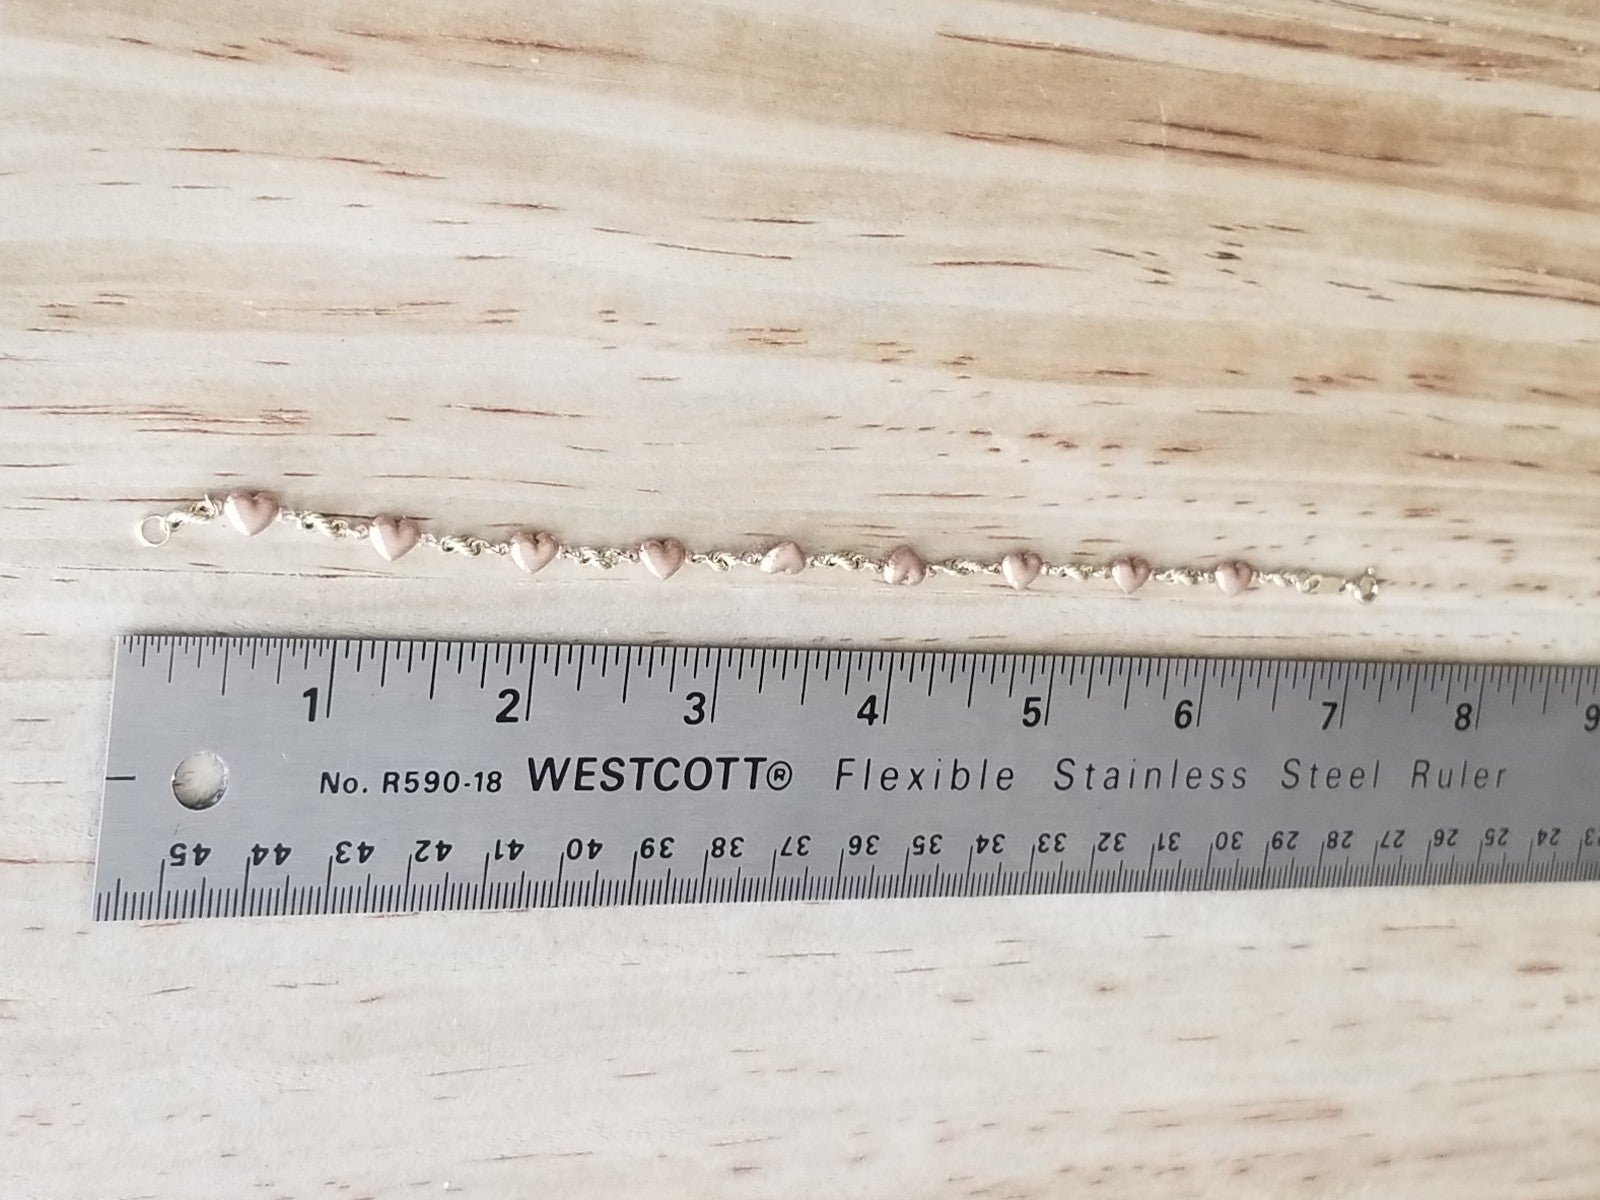 1 2 3 4 5 6 7 8 9
No. R590-18 WESTCOTT® Flexible Stainless Steel Ruler
45 44 43 42 41 40 39 38 37 36 35 34 33 32 31 30 29 28 27 26 25 24 23